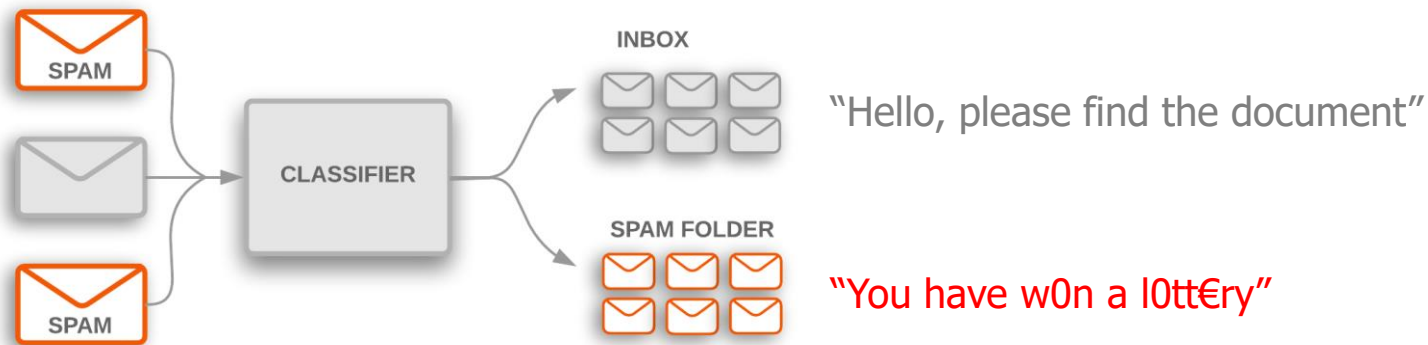 SPAM
SPAM
CLASSIFIER
INBOX
“Hello, please find the document”
SPAM FOLDER
“You have w0n a l0tt€ry”